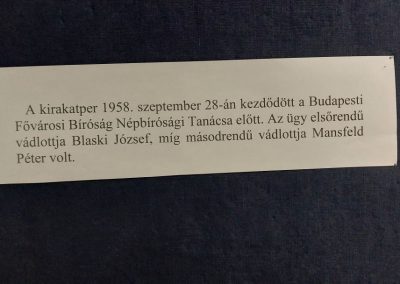 A kirakatper 1958. szeptember 28-án kezdődött a Budapesti
Fővárosi Bíróság Népbírósági Tanácsa előtt. Az ügy elsőrendű
vádlottja Blaski József, míg másodrendű vádlottja Mansfeld
Péter volt.